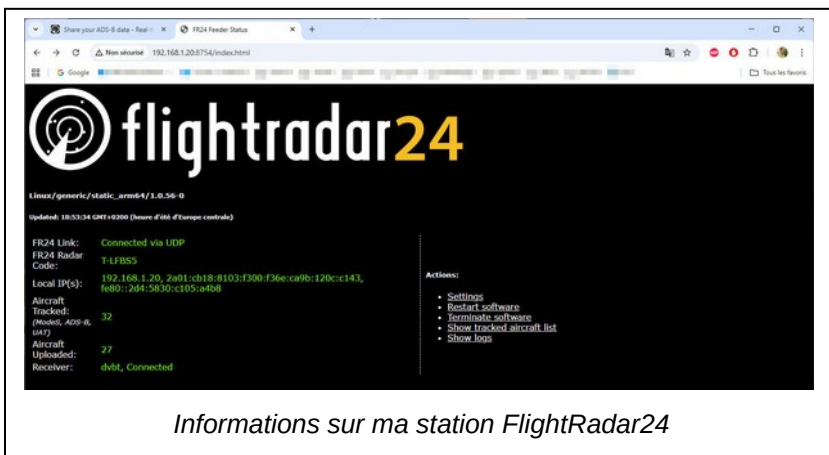 Share your ADS-B data - Real-
FR24 Feeder Status
Non sécurisé 192.168.1.20:8754/index.html
Google
Tous les favoris
flightradar24
Linux/generic/static_arm64/1.0.56-0
Updated: 18:53:34 GMT+0200 (heure d'été d'Europe centrale)
FR24 Link: Connected via UDP
FR24 Radar
Code: T-LFBS5
Local IP(s): 192.168.1.20, 2a01:cb18:8103:f300:f36e:ca9b:120c:c143,
fe80::2d4:5830:c105:a4b8
Aircraft
Tracked:
(ModeS, ADS-B,
UAT)
32
Aircraft
Uploaded: 27
Receiver: dvbt, Connected
Actions:
Settings
Restart software
Terminate software
Show tracked aircraft list
Show logs
Informations sur ma station FlightRadar24